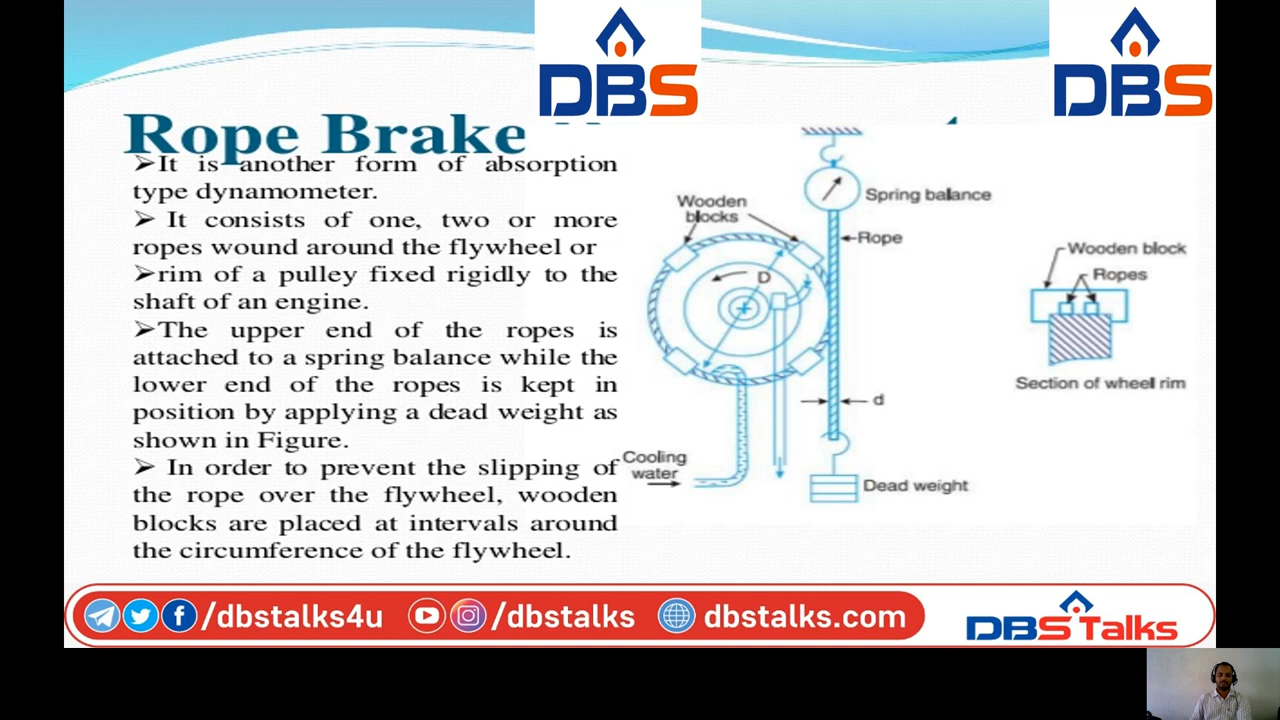 DBS
DBS
Rope Brake
➢It is another form of absorption
type dynamometer.
➢ It consists of one, two or more
ropes wound around the flywheel or
➢rim of a pulley fixed rigidly to the
shaft of an engine.
➢The upper end of the ropes is
attached to a spring balance while the
lower end of the ropes is kept in
position by applying a dead weight as
shown in Figure.
➢ In order to prevent the slipping of
the rope over the flywheel, wooden
blocks are placed at intervals around
the circumference of the flywheel.
Wooden
blocks
Spring balance
Rope
D
d
Cooling
water
Dead weight
Wooden block
Ropes
Section of wheel rim
/dbstalks4u
/dbstalks
dbstalks.com
DBS Talks